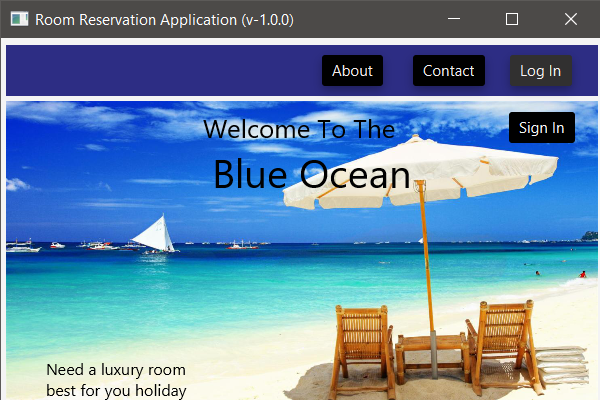 Room Reservation Application (v-1.0.0)
About
Contact
Log In
Sign In
Welcome To The
Blue Ocean
Need a luxury room
best for you holiday